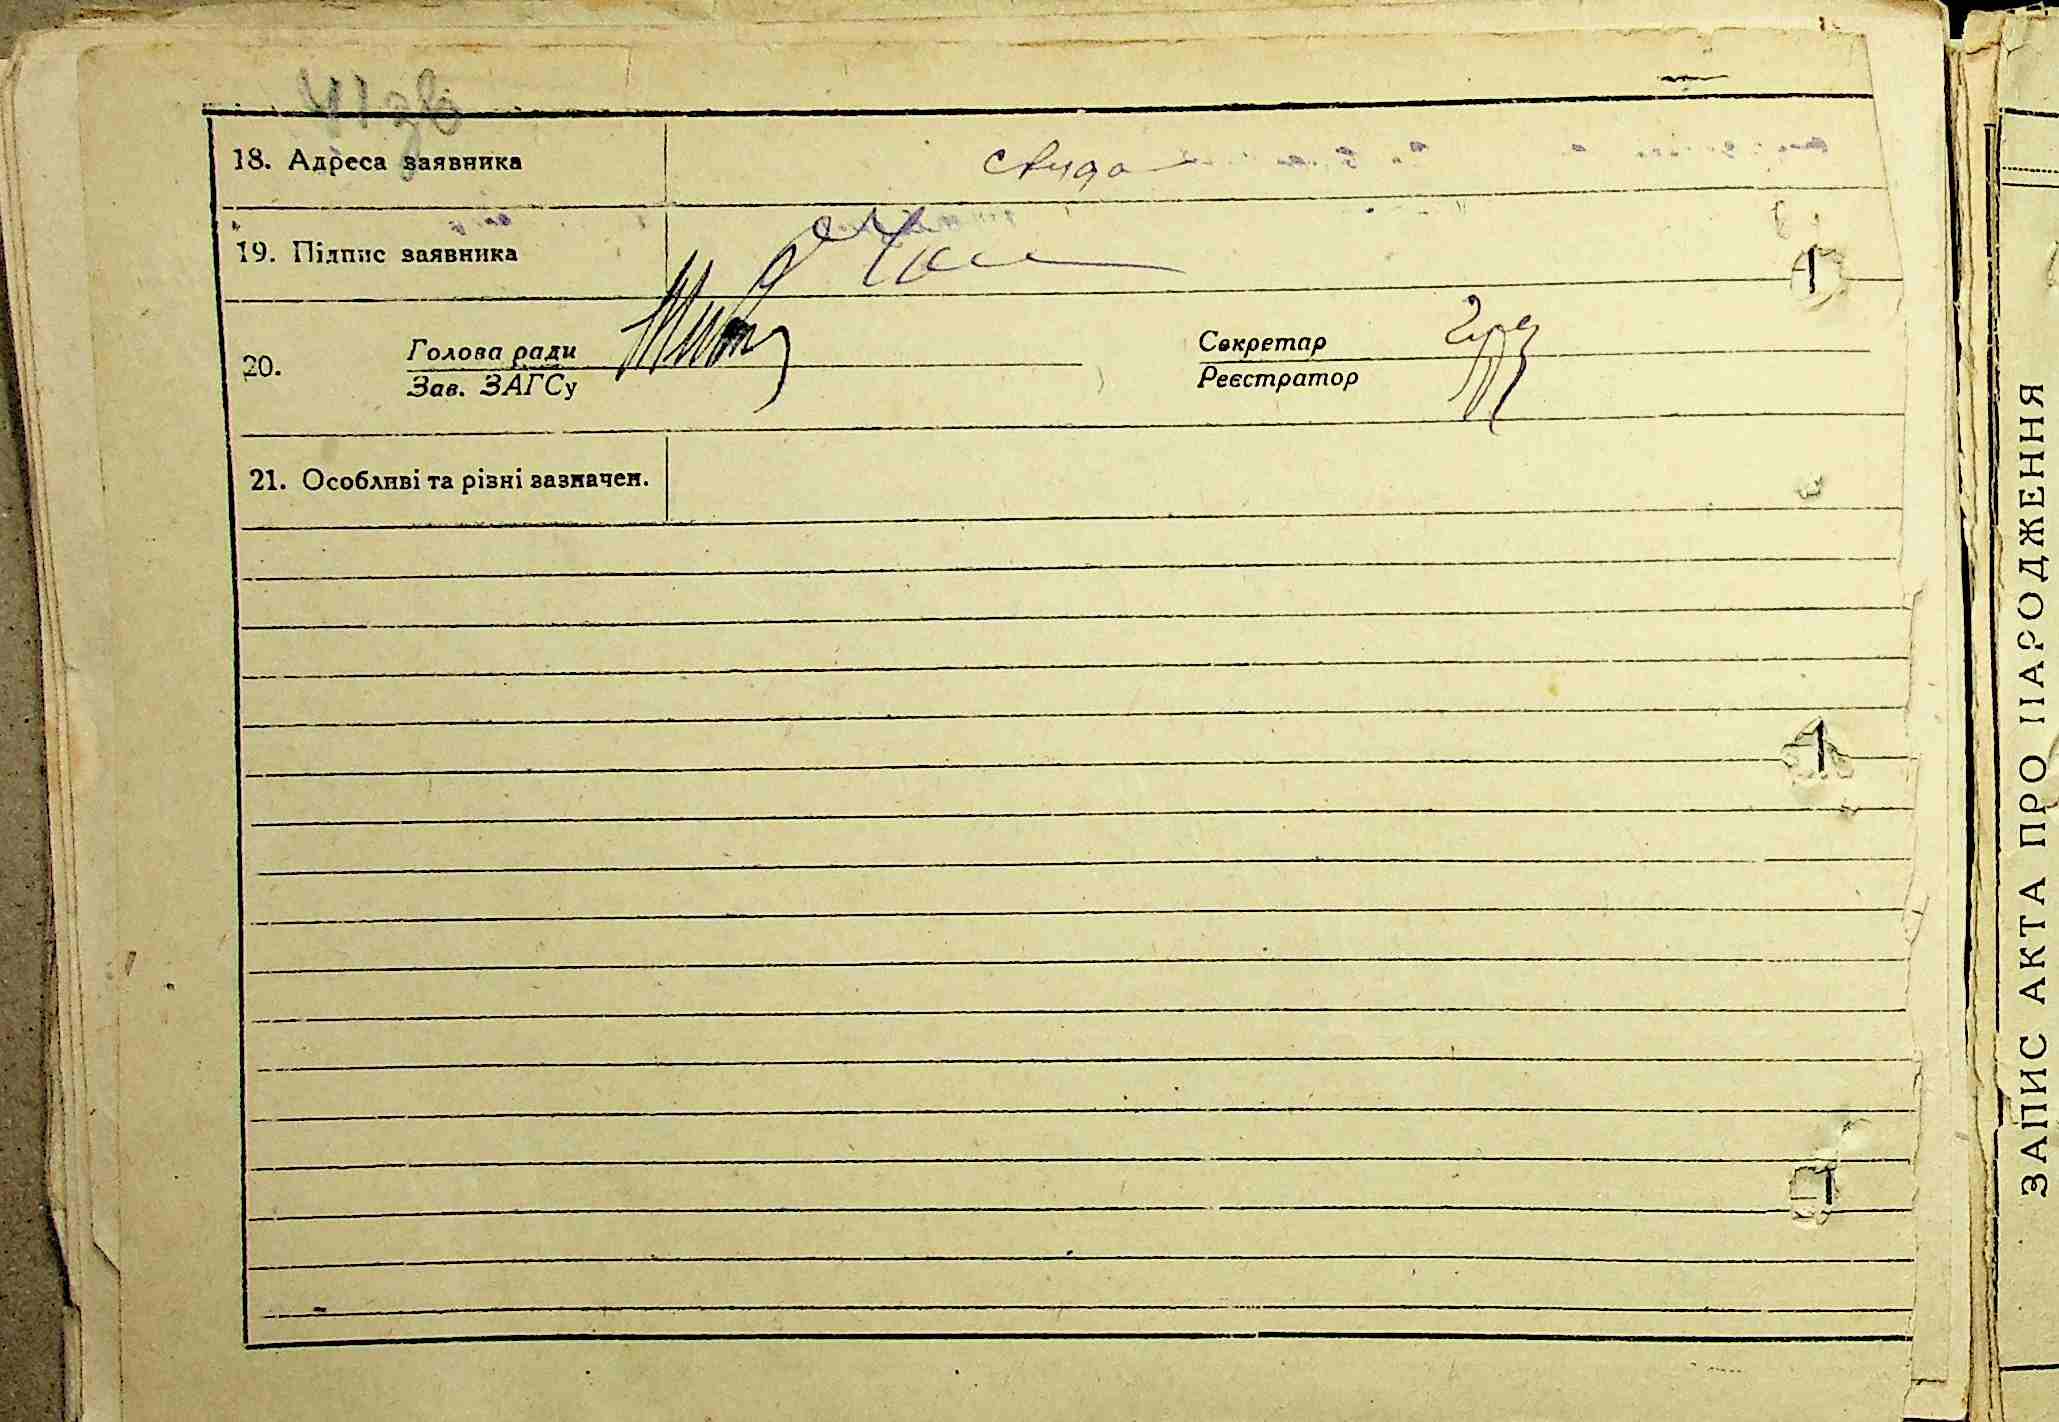 18. Адреса заявника
19. Підпис заявника
20. Голова ради Секретар
Зав. ЗАГСу Реєстратор
21. Особливі та різні зазначен.
ЗАПИС АКТА ПРО НАРОДЖЕННЯ